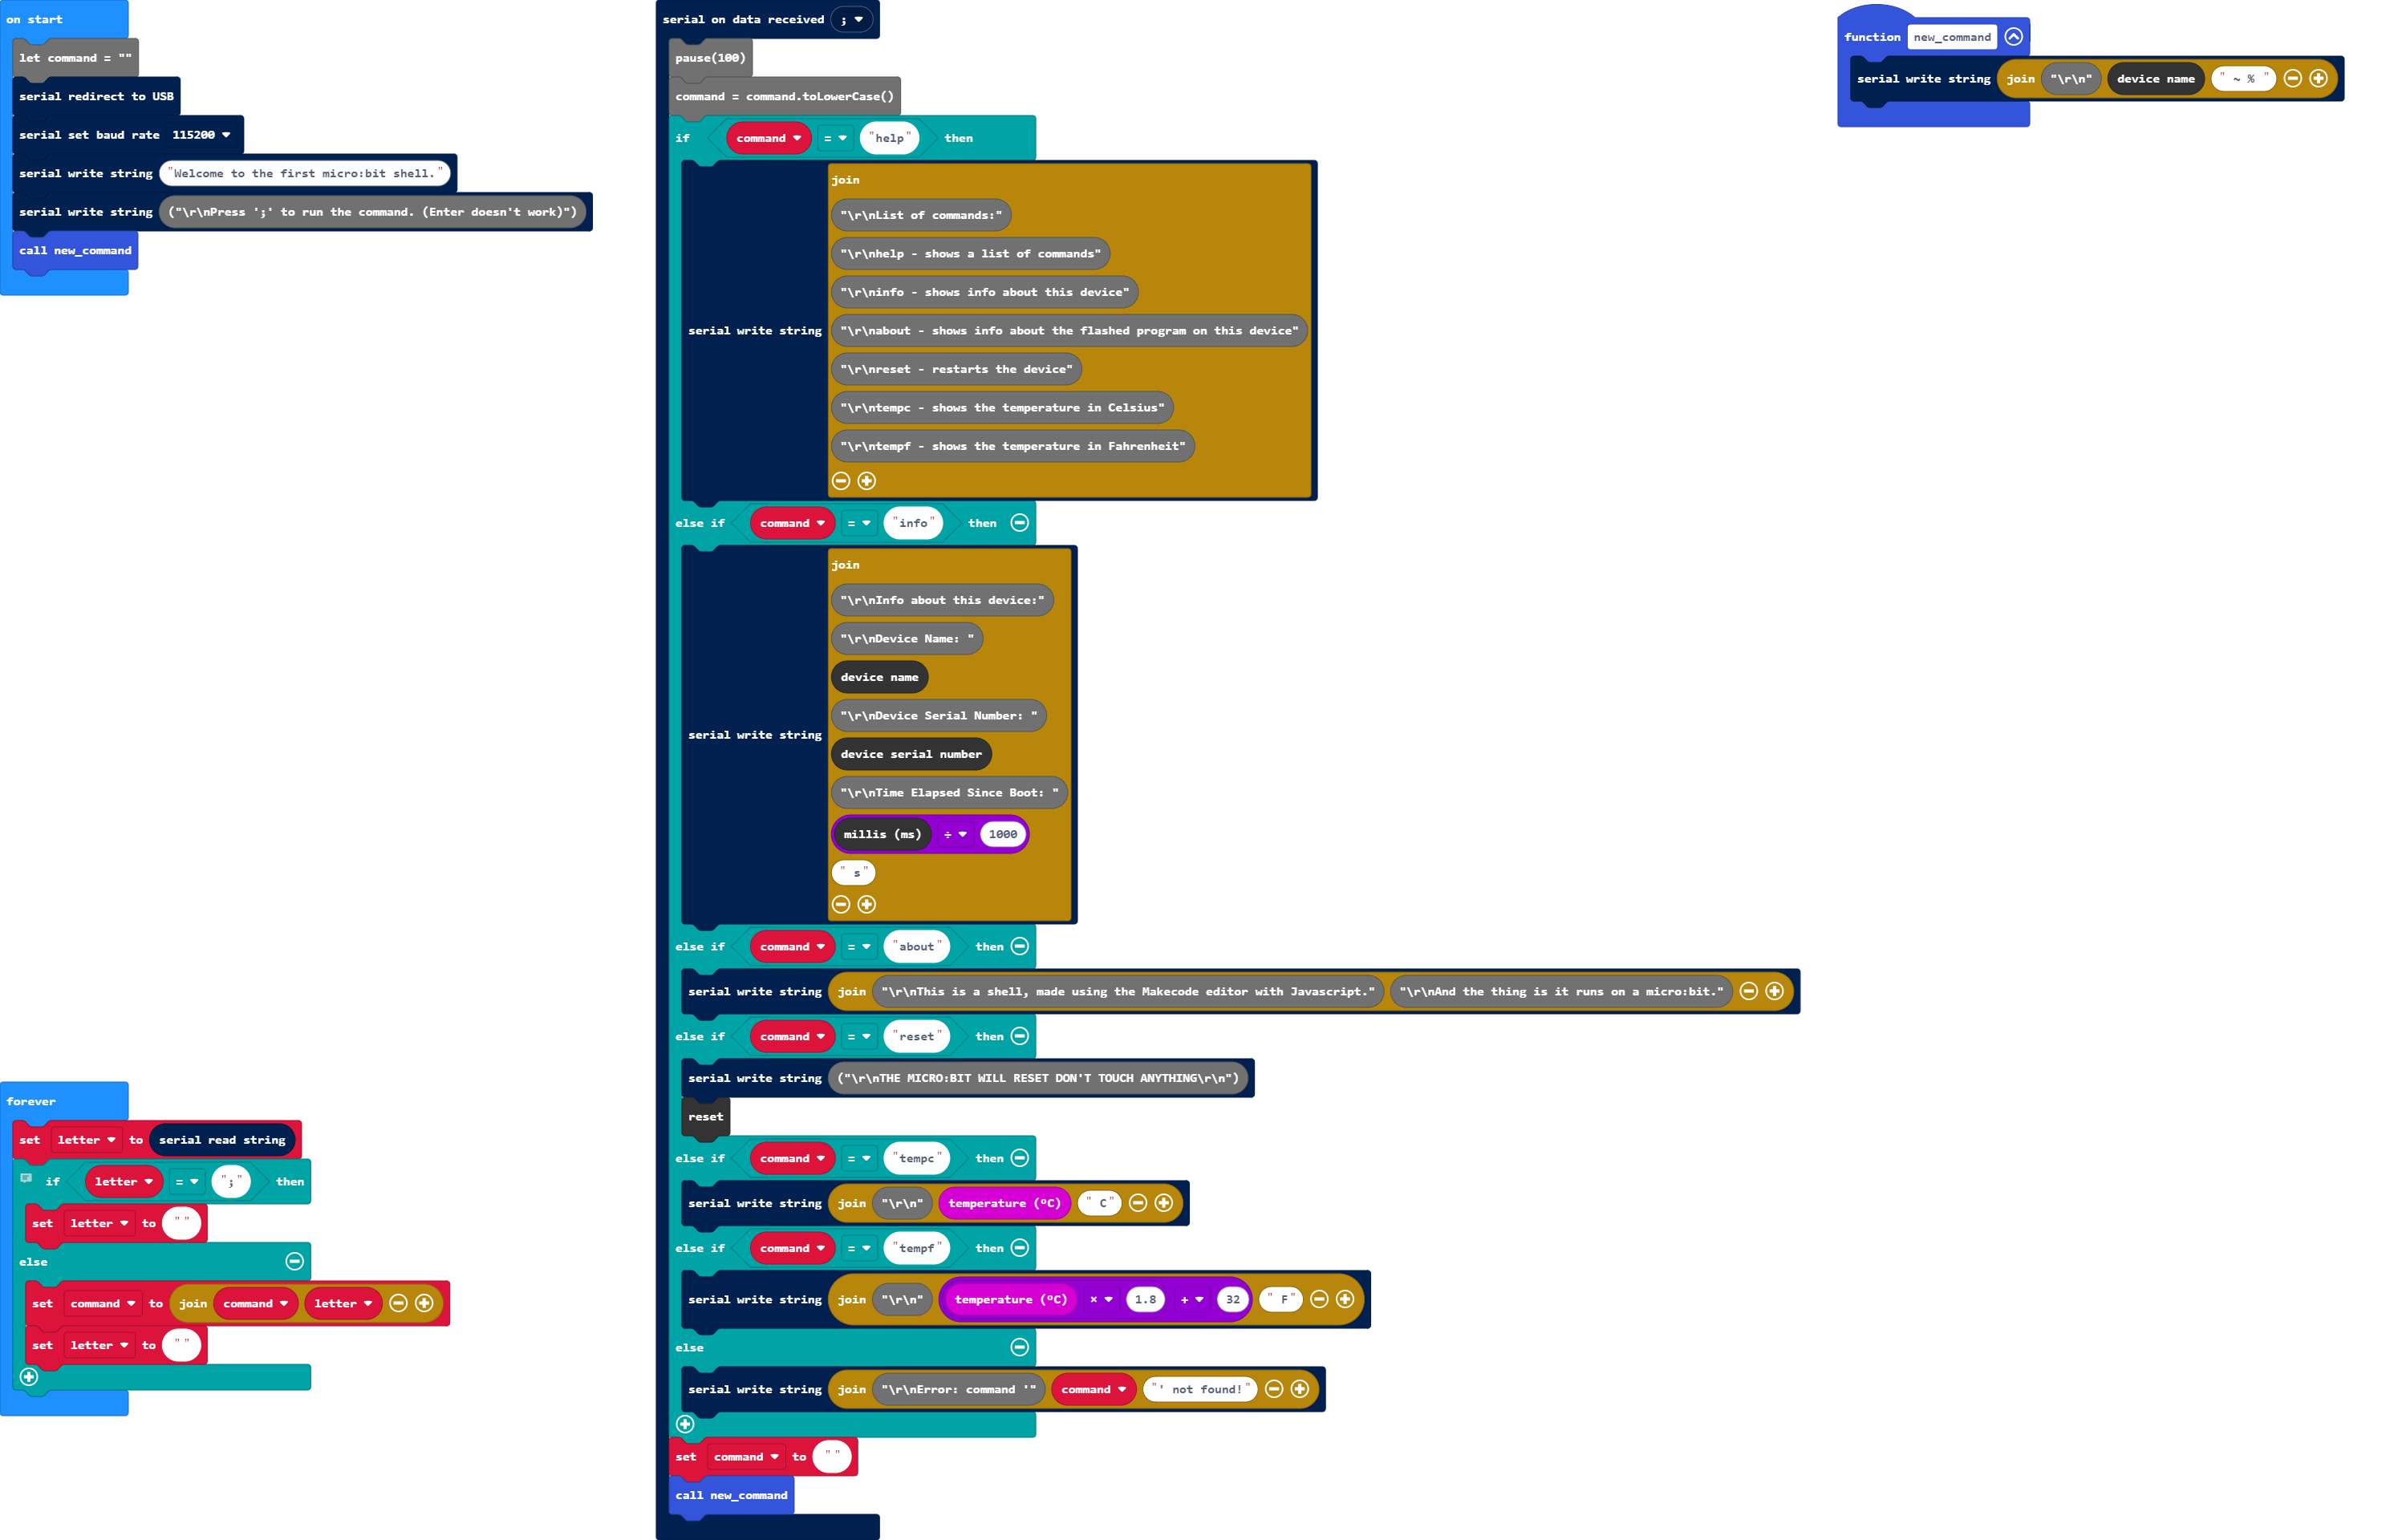 on start
let command = ""
serial redirect to USB
serial set baud rate 115200
serial write string "Welcome to the first micro:bit shell."
serial write string ("\r\nPress ';' to run the command. (Enter doesn't work)")
call new_command
forever
set letter to serial read string
if letter = ";" then
set letter to ""
else
set command to join command letter
set letter to ""
serial on data received ;
pause(100)
command = command.toLowerCase()
if command = "help" then
serial write string
join
"\r\nList of commands:"
"\r\nhelp - shows a list of commands"
"\r\ninfo - shows info about this device"
"\r\nabout - shows info about the flashed program on this device"
"\r\nreset - restarts the device"
"\r\ntempc - shows the temperature in Celsius"
"\r\ntempf - shows the temperature in Fahrenheit"
else if command = "info" then
serial write string
join
"\r\nInfo about this device:"
"\r\nDevice Name: "
device name
"\r\nDevice Serial Number: "
device serial number
"\r\nTime Elapsed Since Boot: "
millis (ms) ÷ 1000
" s"
else if command = "about" then
serial write string join "\r\nThis is a shell, made using the Makecode editor with Javascript." "\r\nAnd the thing is it runs on a micro:bit."
else if command = "reset" then
serial write string ("\r\nTHE MICRO:BIT WILL RESET DON'T TOUCH ANYTHING\r\n")
reset
else if command = "tempc" then
serial write string join "\r\n" temperature (ºC) " C"
else if command = "tempf" then
serial write string join "\r\n" temperature (ºC) × 1.8 + 32 " F"
else
serial write string join "\r\nError: command '" command "' not found!"
set command to ""
call new_command
function new_command
serial write string join "\r\n" device name " ~ % "